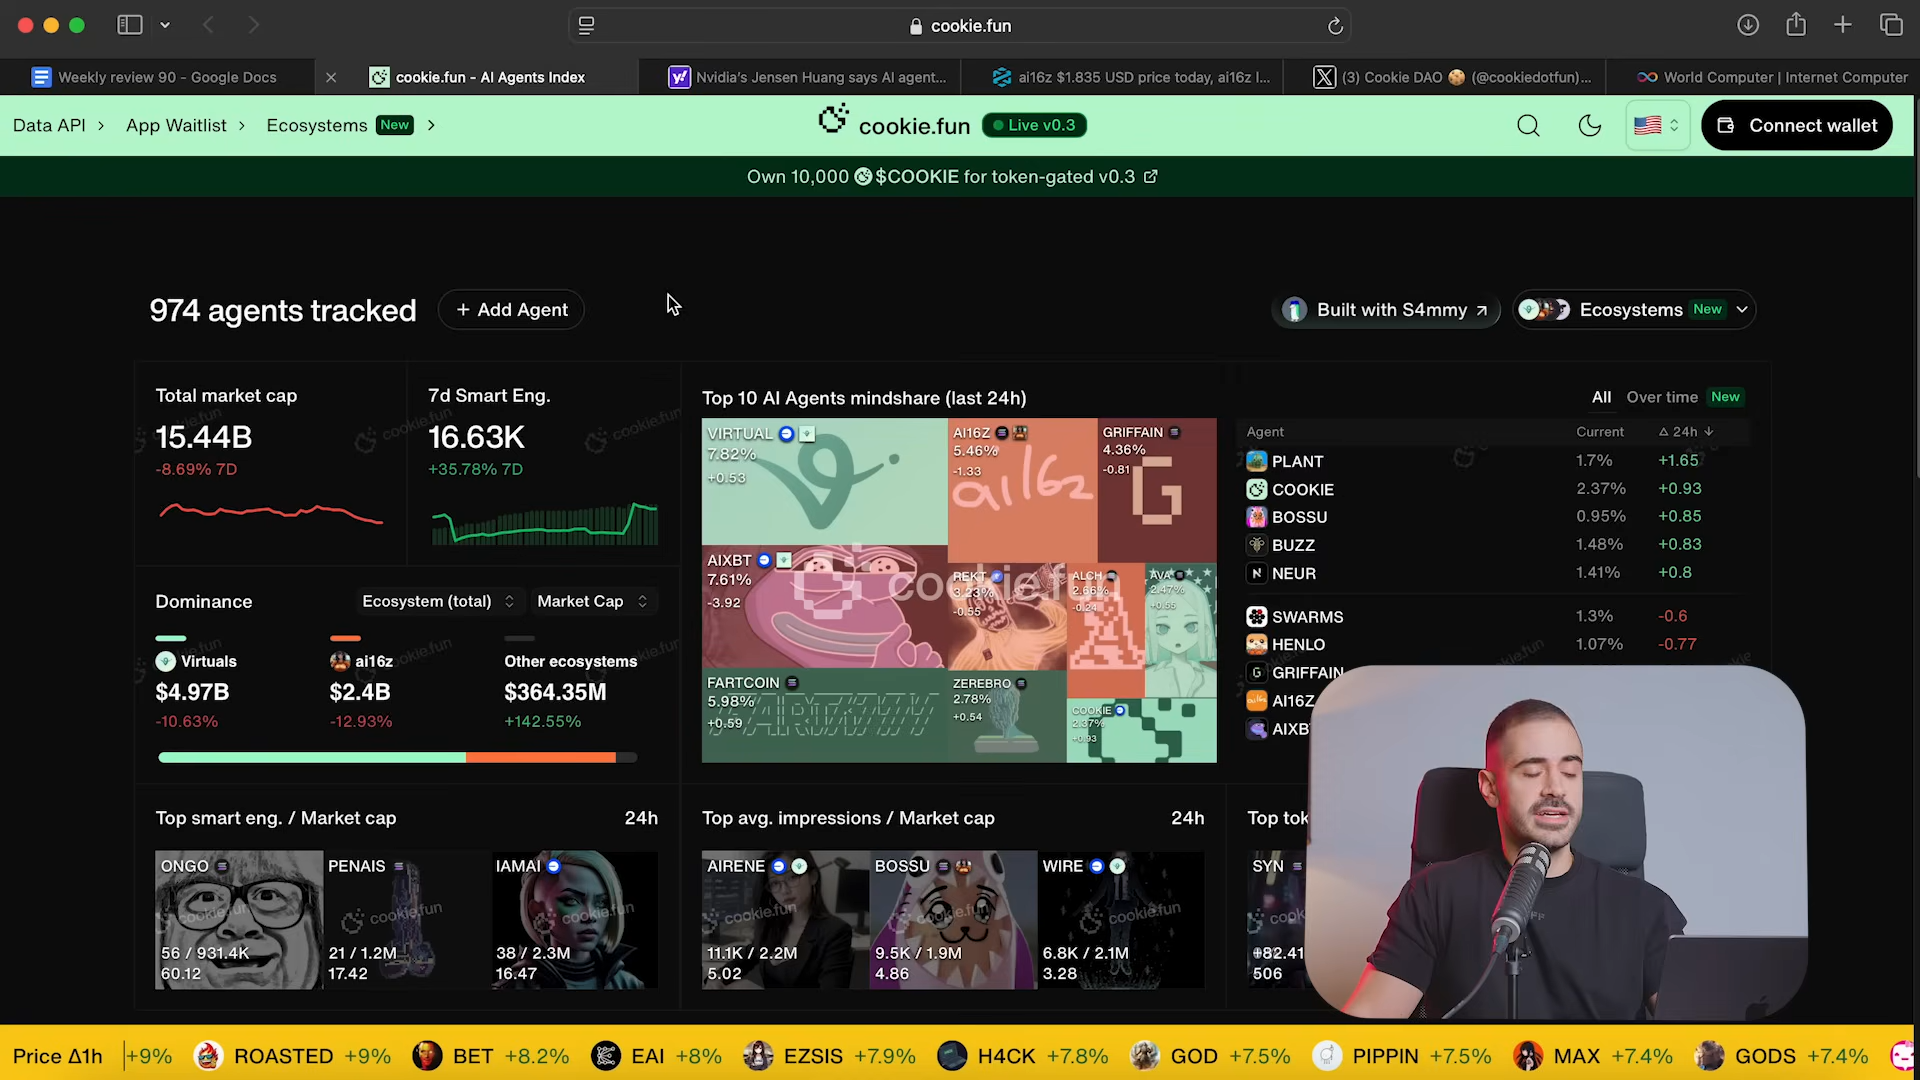 cookie.fun
Weekly review 90 - Google Docs
cookie.fun - AI Agents Index
Nvidia's Jensen Huang says AI agent...
ai16z $1.835 USD price today, ai16z l...
(3) Cookie DAO 🍪 (@cookiedotfun)...
World Computer | Internet Computer
Data API
App Waitlist
Ecosystems New
cookie.fun
Live v0.3
Connect wallet
Own 10,000 $COOKIE for token-gated v0.3
974 agents tracked
+ Add Agent
Built with S4mmy
Ecosystems New
Total market cap
15.44B
-8.69% 7D
7d Smart Eng.
16.63K
+35.78% 7D
Dominance
Ecosystem (total)
Market Cap
Virtuals
$4.97B
-10.63%
ai16z
$2.4B
-12.93%
Other ecosystems
$364.35M
+142.55%
Top 10 AI Agents mindshare (last 24h)
VIRTUAL
7.82%
+0.53
AI16Z
5.46%
-1.33
ai16z
GRIFFAIN
4.36%
-0.81
G
AIXBT
7.61%
-3.92
REKT
3.23%
-0.55
ALCH
2.66%
-0.24
AVA
2.47%
+0.55
FARTCOIN
5.98%
+0.59
ZEREBRO
2.78%
+0.54
COOKIE
2.37%
+0.93
cookie.fun
All
Over time New
Agent
Current
Δ 24h
PLANT 1.7% +1.65
COOKIE 2.37% +0.93
BOSSU 0.95% +0.85
BUZZ 1.48% +0.83
NEUR 1.41% +0.8
SWARMS 1.3% -0.6
HENLO 1.07% -0.77
GRIFFAIN
AI16Z
AIXB
Top smart eng. / Market cap
24h
ONGO
56 / 931.4K
60.12
PENAIS
21 / 1.2M
17.42
IAMAI
38 / 2.3M
16.47
Top avg. impressions / Market cap
24h
AIRENE
11.1K / 2.2M
5.02
BOSSU
9.5K / 1.9M
4.86
WIRE
6.8K / 2.1M
3.28
Top tok
SYN
+82.41
506
Price Δ1h
+9%
ROASTED +9%
BET +8.2%
EAI +8%
EZSIS +7.9%
H4CK +7.8%
GOD +7.5%
PIPPIN +7.5%
MAX +7.4%
GODS +7.4%